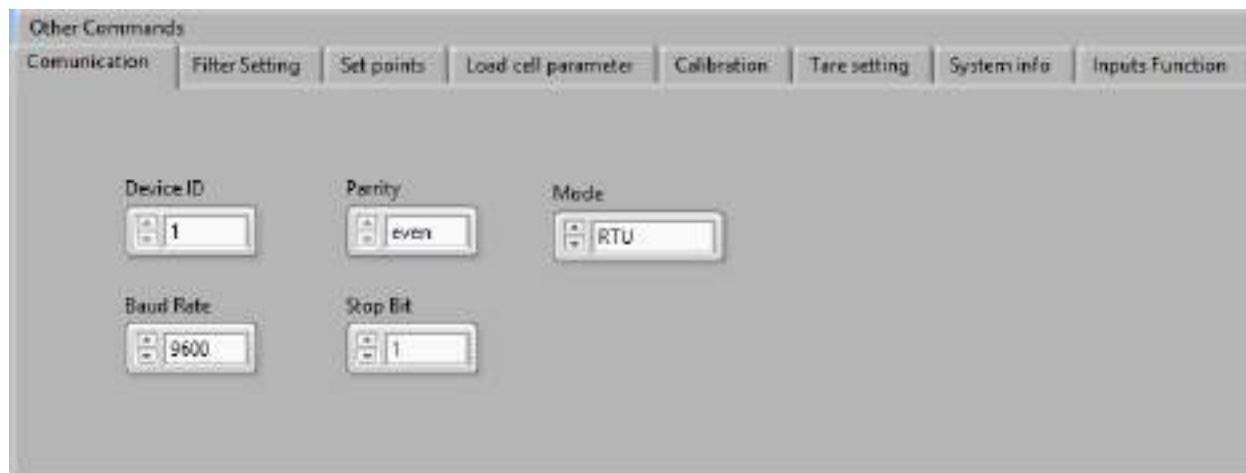 Other Commands
Comunication Filter Setting Set points Load cell parameter Calibration Tare setting System info Inputs Function
Device ID Parrity Mode
1 even RTU
Baud Rate Stop Bit
9600 1